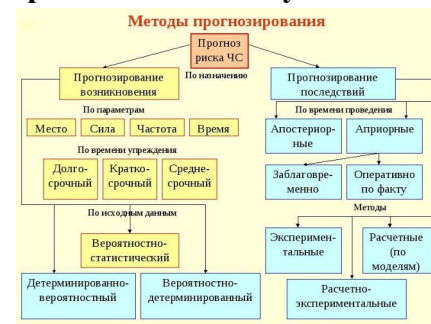 Методы прогнозирования
Прогноз
риска ЧС
По назначению
Прогнозирование
возникновения
Прогнозирование
последствий
По параметрам
Место
Сила
Частота
Время
По времени упреждения
Долго-
срочный
Кратко-
срочный
Средне-
срочный
По исходным данным
Вероятностно-
статистический
Детерминированно-
вероятностный
Вероятностно-
детерминированный
По времени проведения
Апостериор-
ные
Априорные
Заблаговре-
менно
Оперативно
по факту
Методы
Эксперимен-
тальные
Расчетные
(по
моделям)
Расчетно-
экспериментальные